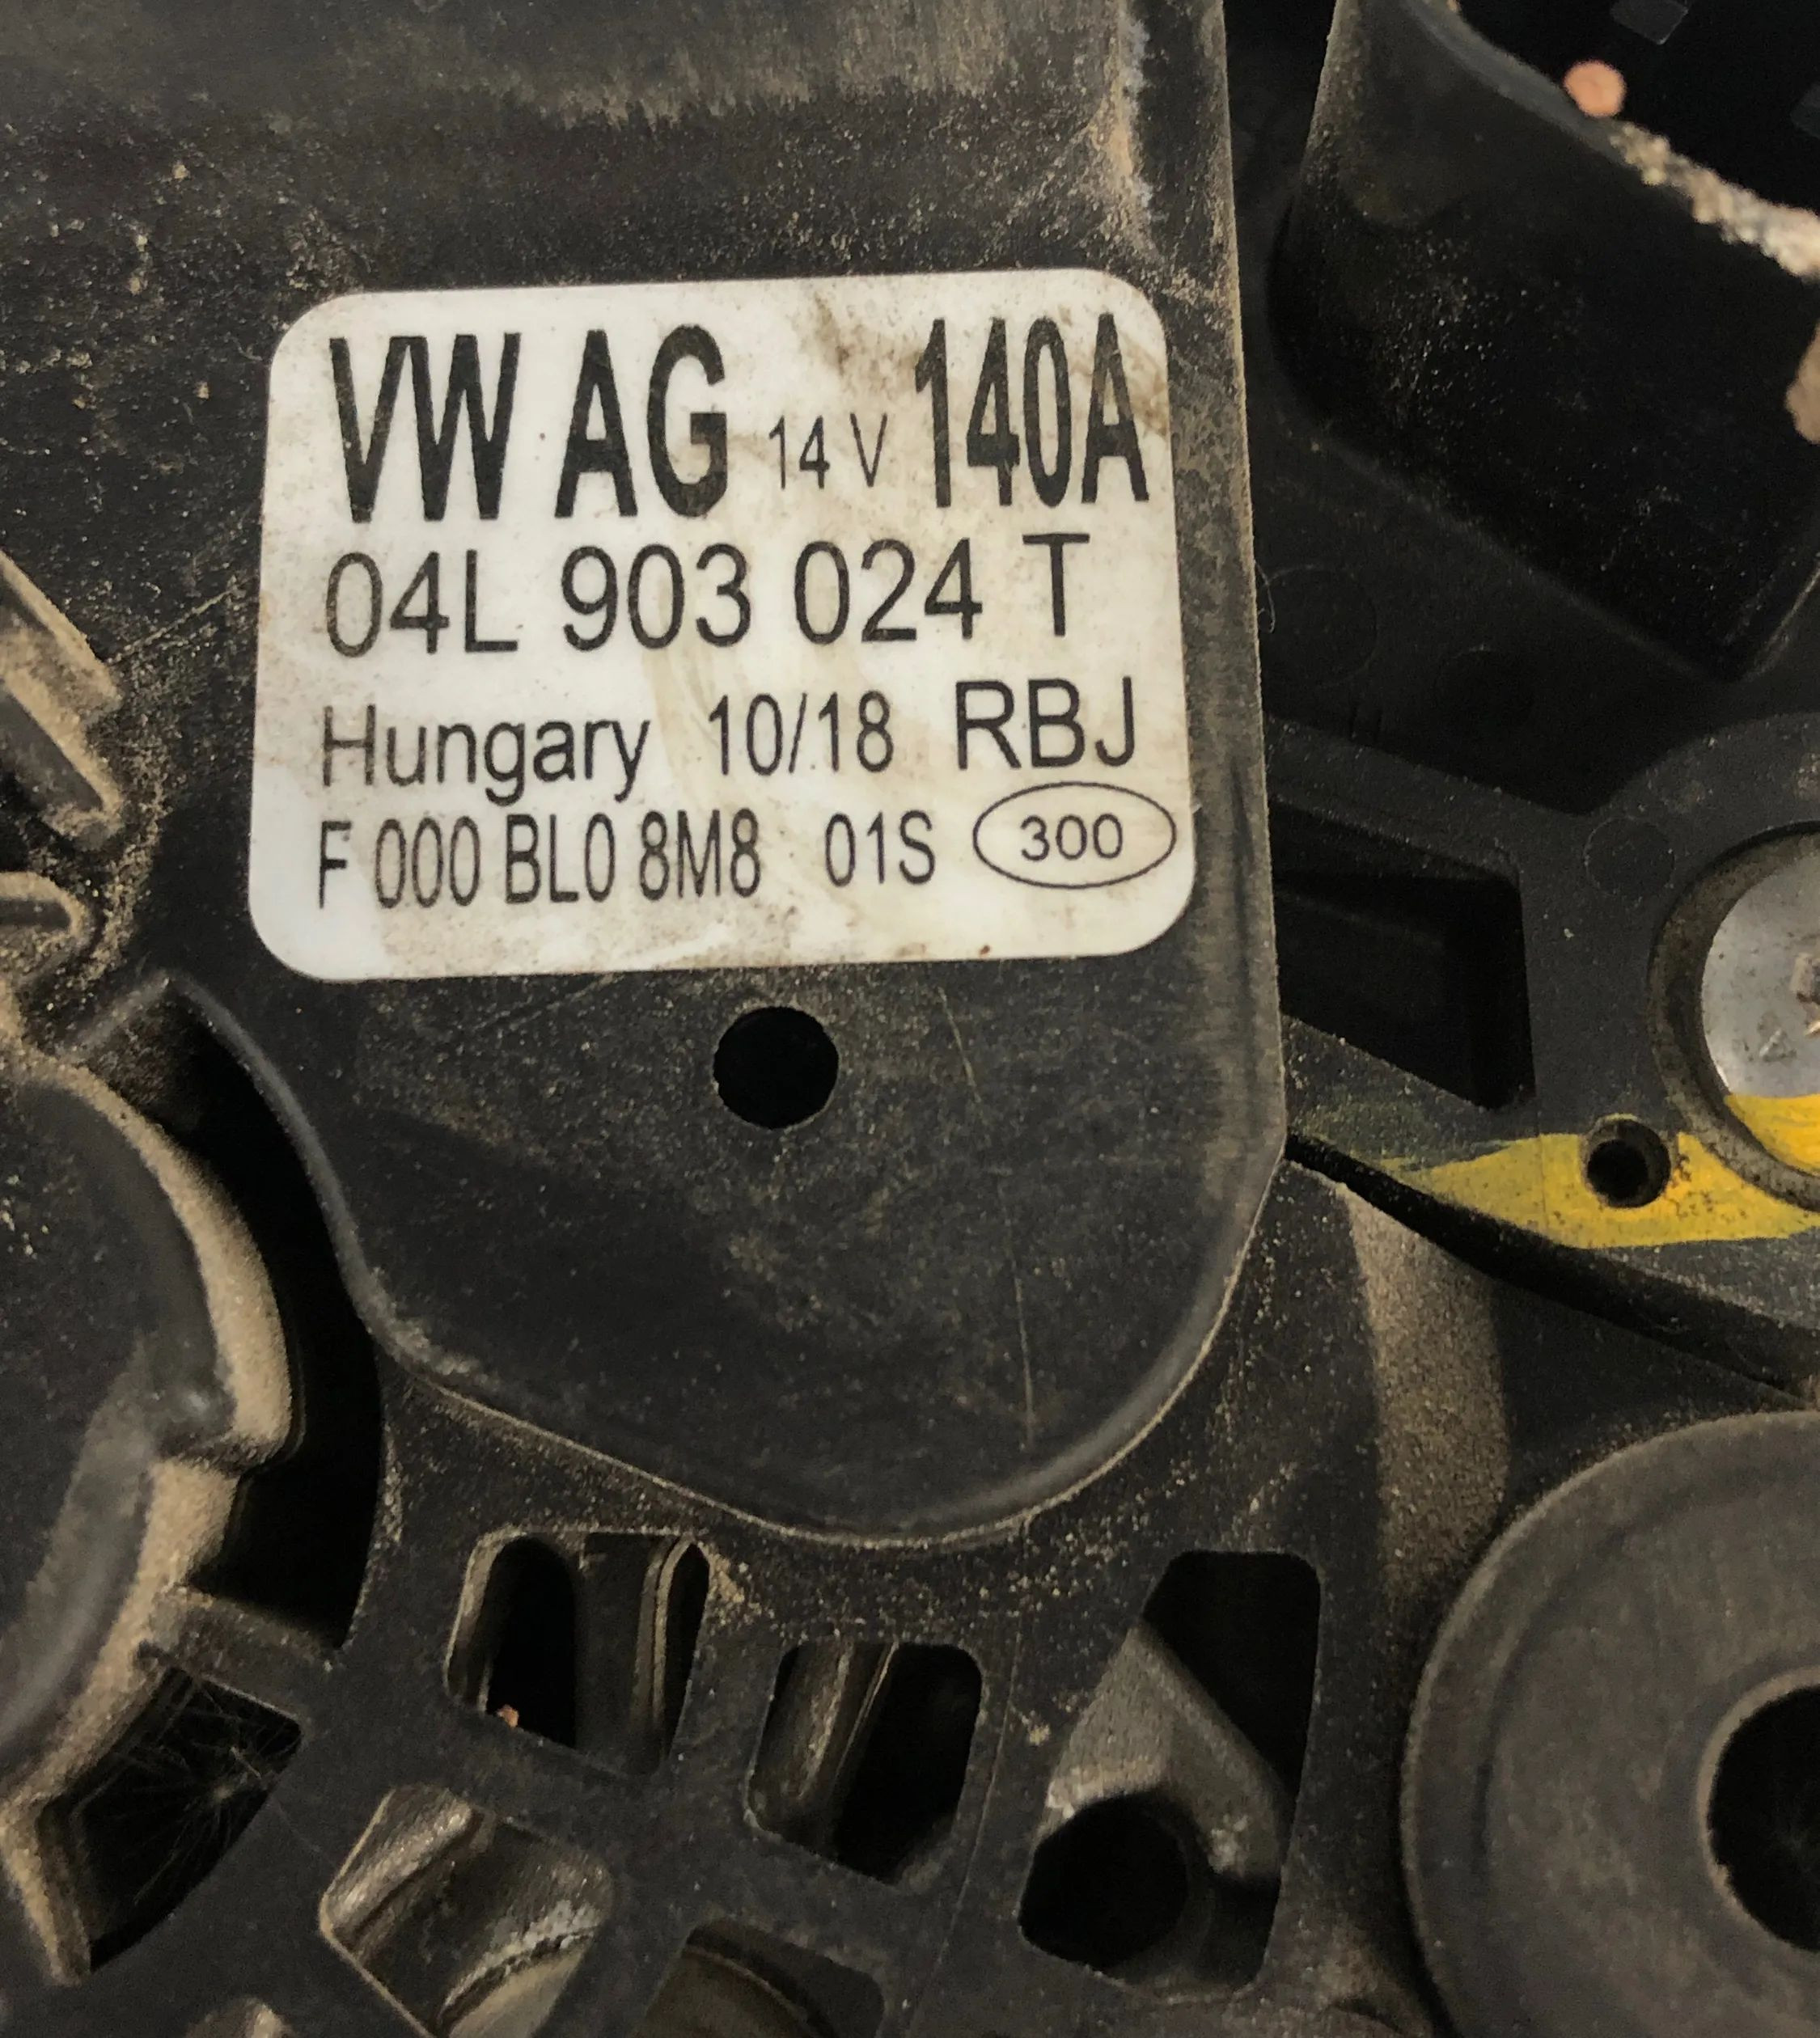 VW AG 14 V 140A
04L 903 024 T
Hungary 10/18 RBJ
F 000 BL0 8M8 01S 300